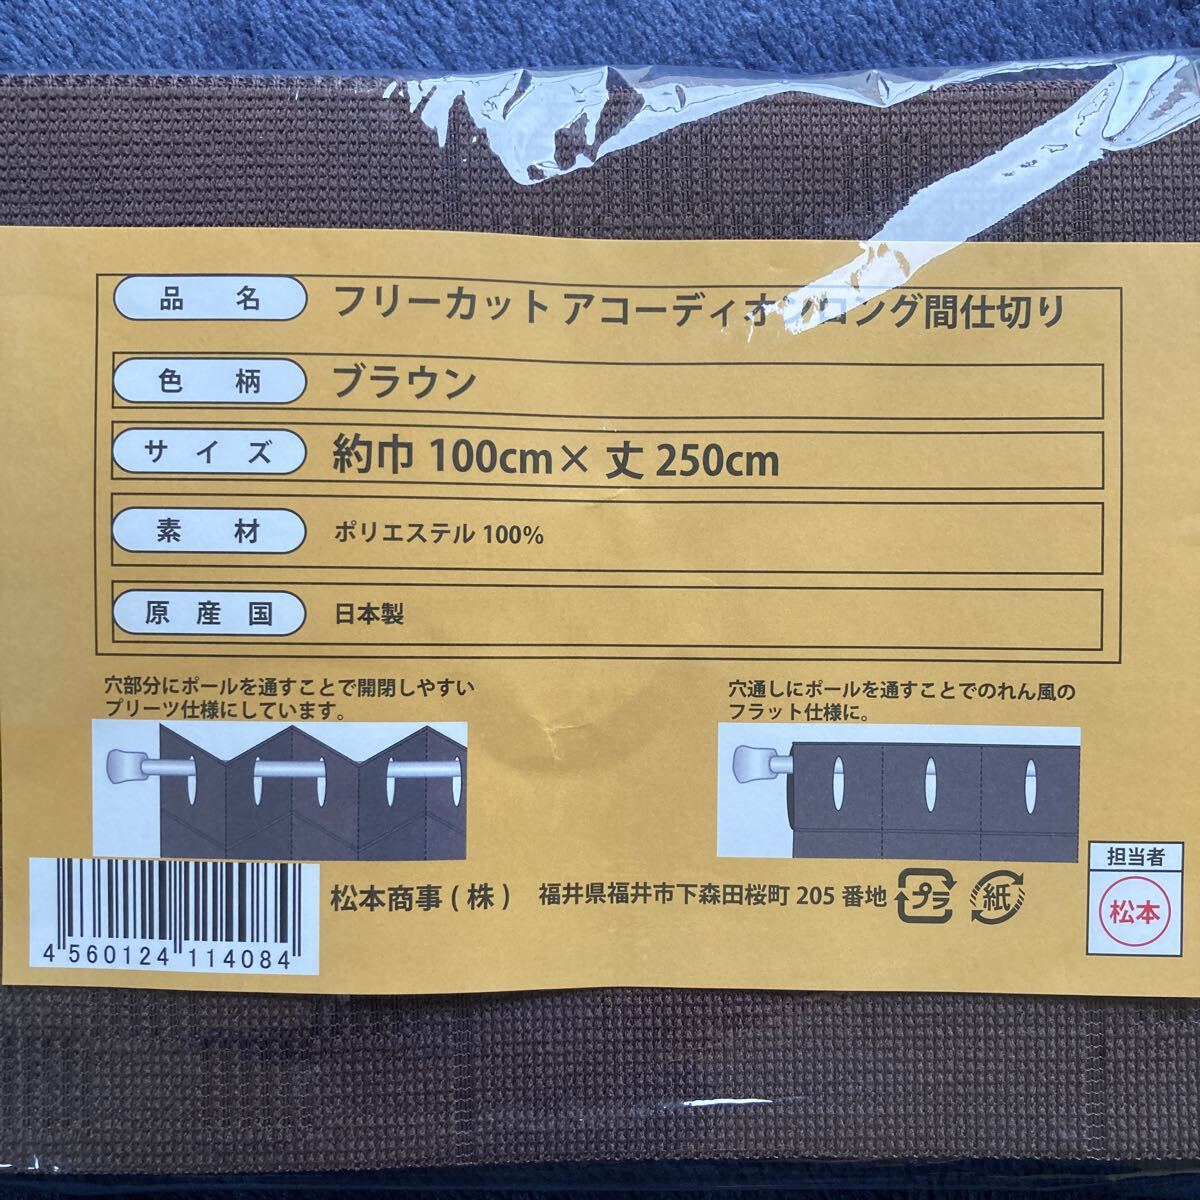 品名 フリーカット アコーディオンロング間仕切り
色柄 ブラウン
サイズ 約巾 100cm× 丈 250cm
素材 ポリエステル 100%
原産国 日本製
穴部分にポールを通すことで開閉しやすい
プリーツ仕様にしています。
穴通しにポールを通すことでのれん風の
フラット仕様に。
4 560124 114084
松本商事 ( 株 ) 福井県福井市下森田桜町 205 番地 プラ 紙
担当者
松本